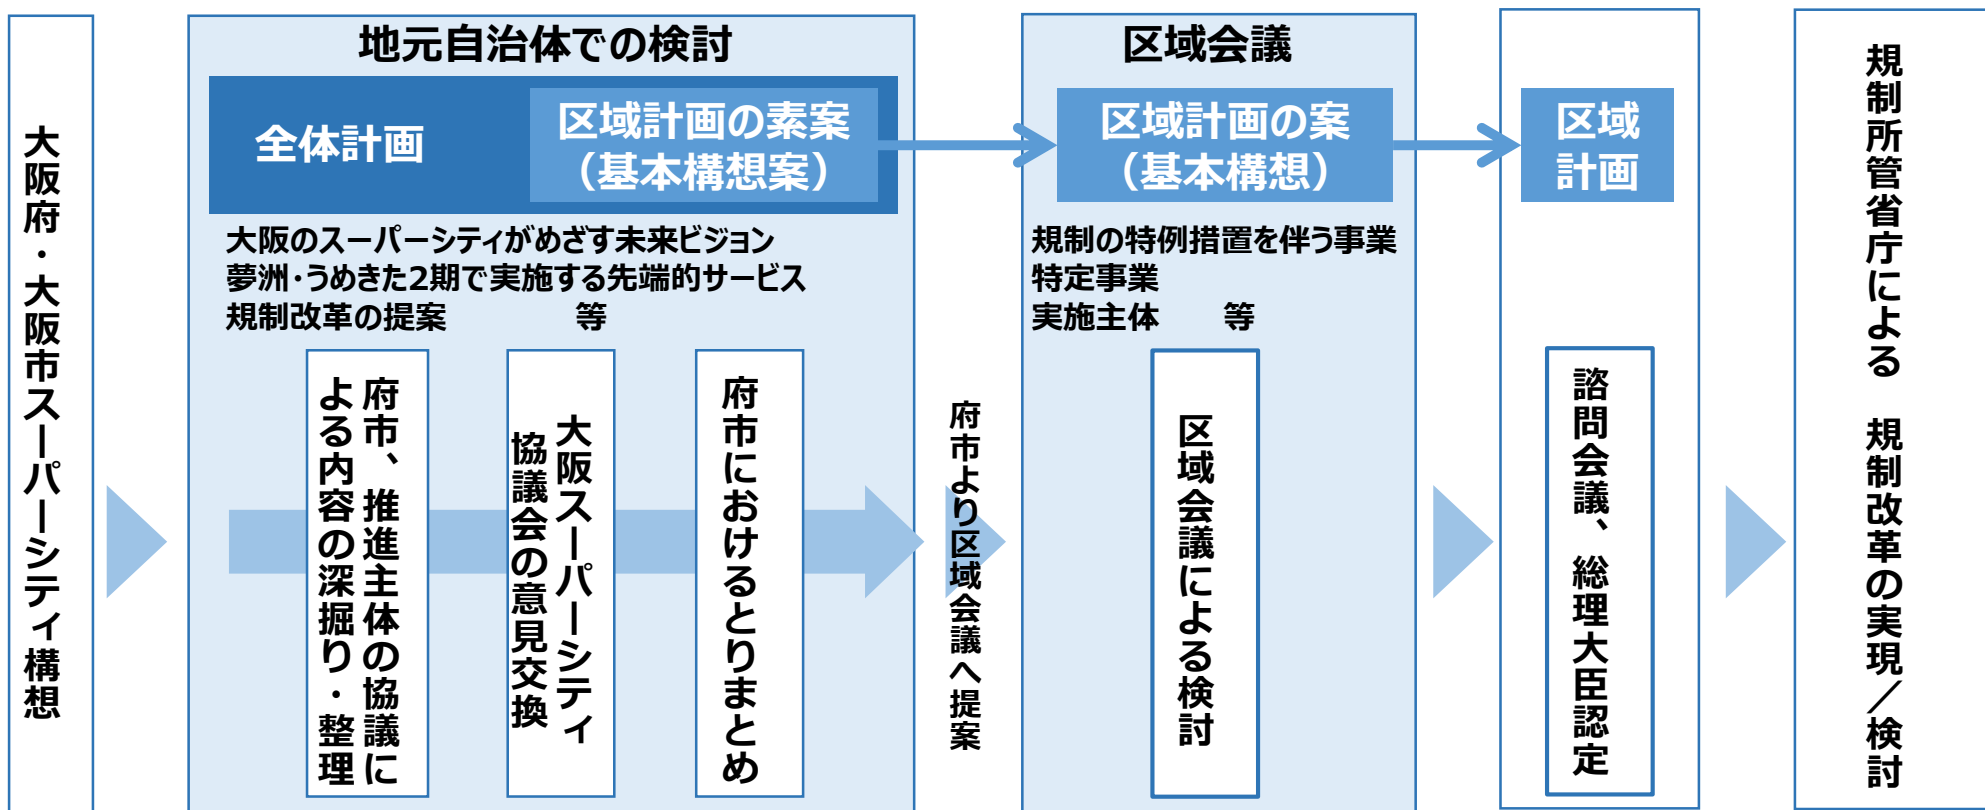 大阪府・大阪市スーパーシティ構想
地元自治体での検討
全体計画
区域計画の素案
（基本構想案）
大阪のスーパーシティがめざす未来ビジョン
夢洲・うめきた2期で実施する先端的サービス
規制改革の提案　　　　等
府市、推進主体の協議に
よる内容の深掘り・整理
大阪スーパーシティ
協議会の意見交換
府市におけるとりまとめ
府市より区域会議へ提案
区域会議
区域計画の案
（基本構想）
規制の特例措置を伴う事業
特定事業
実施主体　　等
区域会議による検討
区域
計画
諮問会議、総理大臣認定
規制所管省庁による　規制改革の実現／検討